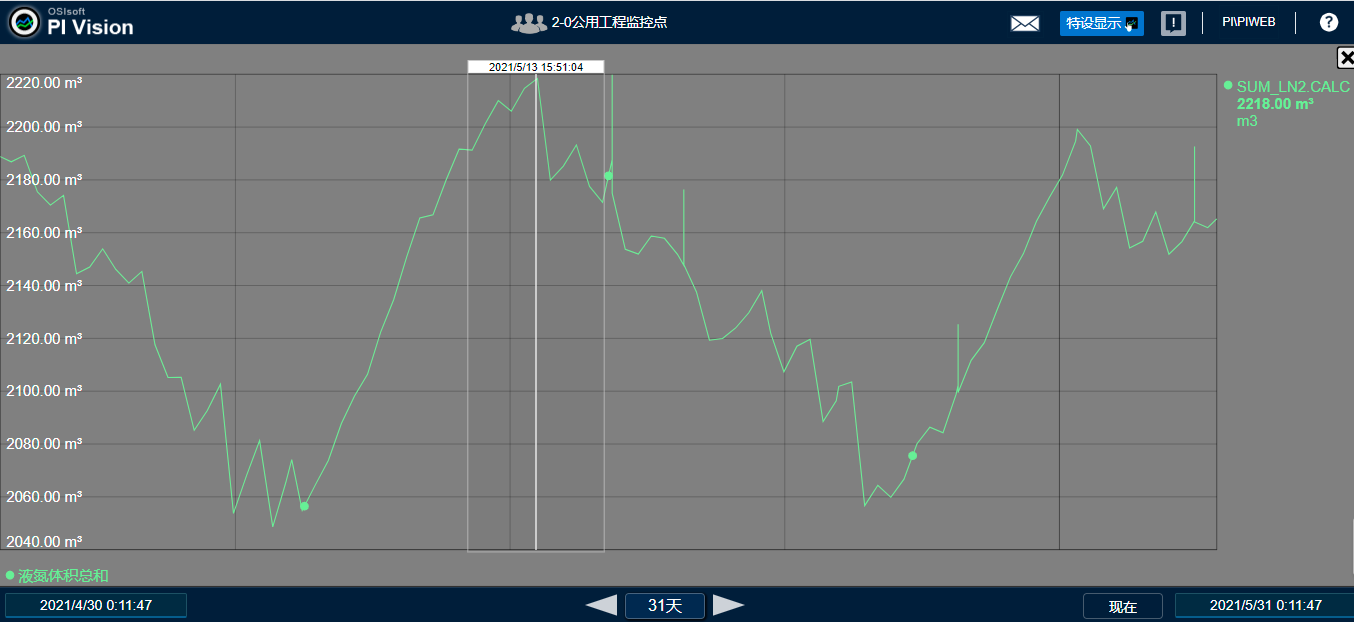 OSIsoft
PI Vision
2-0公用工程监控点
特设显示
PI\PIWEB
?
2021/5/13 15:51:04
2220.00 m³
2200.00 m³
2180.00 m³
2160.00 m³
2140.00 m³
2120.00 m³
2100.00 m³
2080.00 m³
2060.00 m³
2040.00 m³
SUM_LN2.CALC
2218.00 m³
m3
液氮体积总和
2021/4/30 0:11:47
31天
现在
2021/5/31 0:11:47